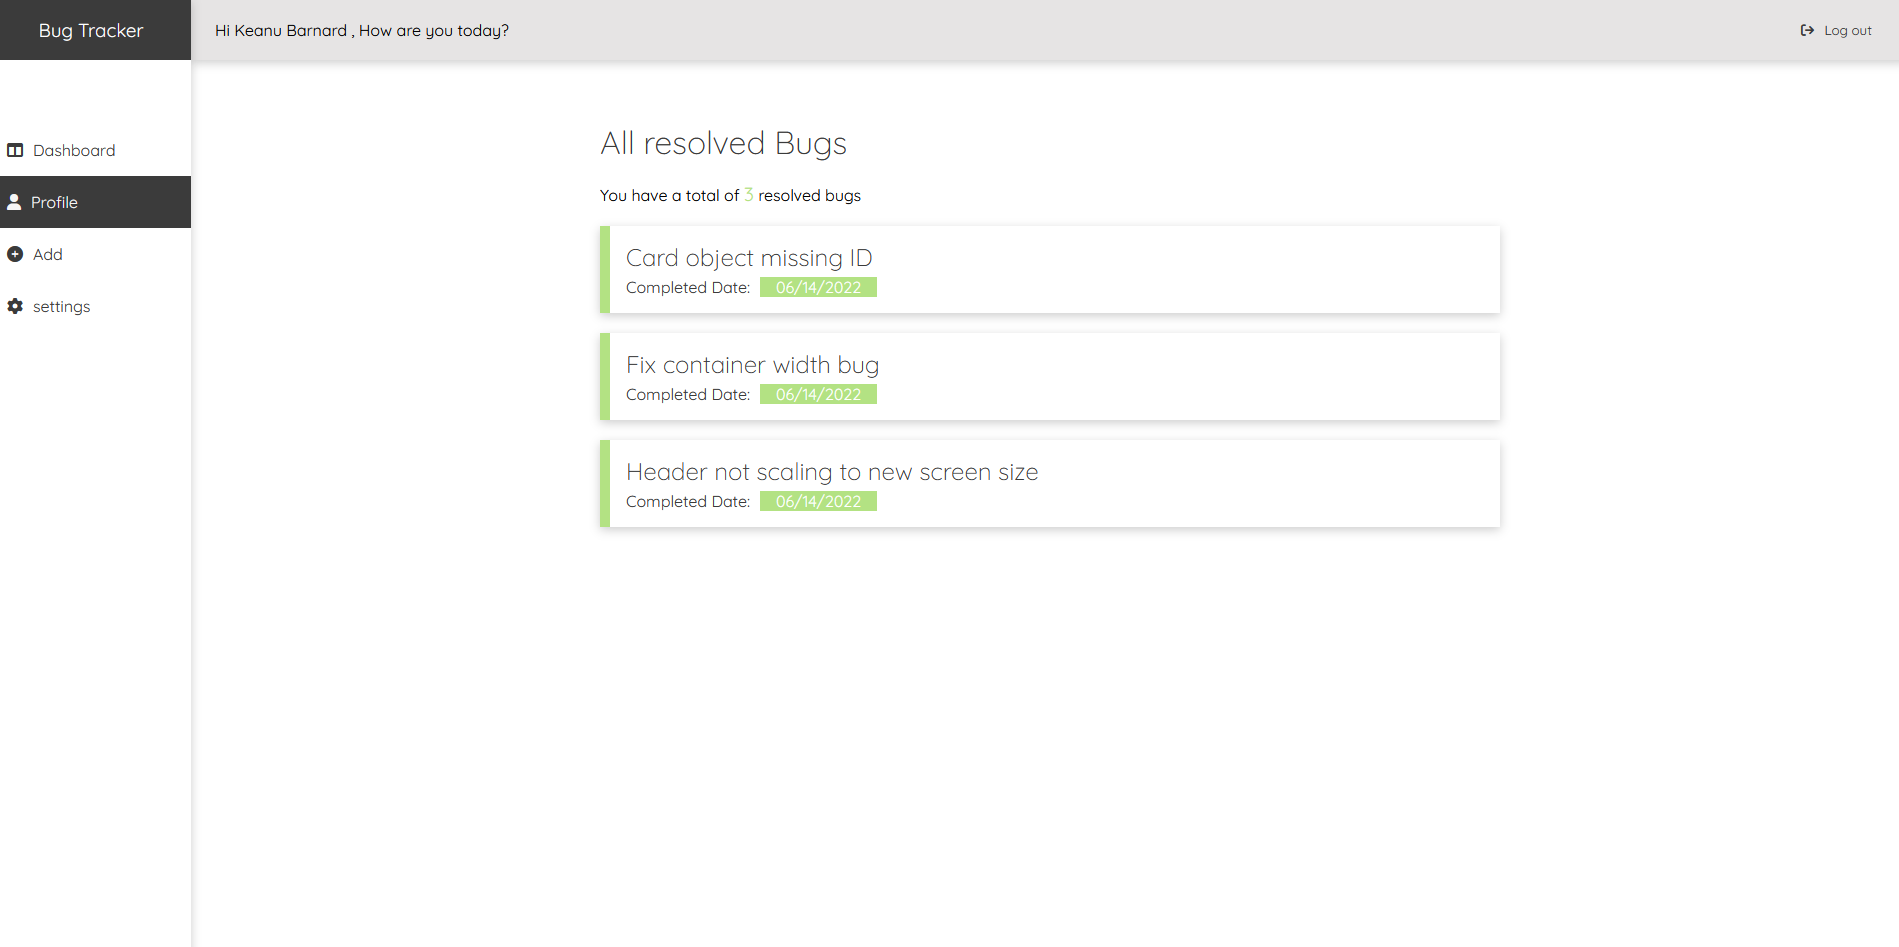 Bug Tracker
Hi Keanu Barnard , How are you today?
Log out
Dashboard
Profile
Add
settings
All resolved Bugs
You have a total of 3 resolved bugs
Card object missing ID
Completed Date: 06/14/2022
Fix container width bug
Completed Date: 06/14/2022
Header not scaling to new screen size
Completed Date: 06/14/2022